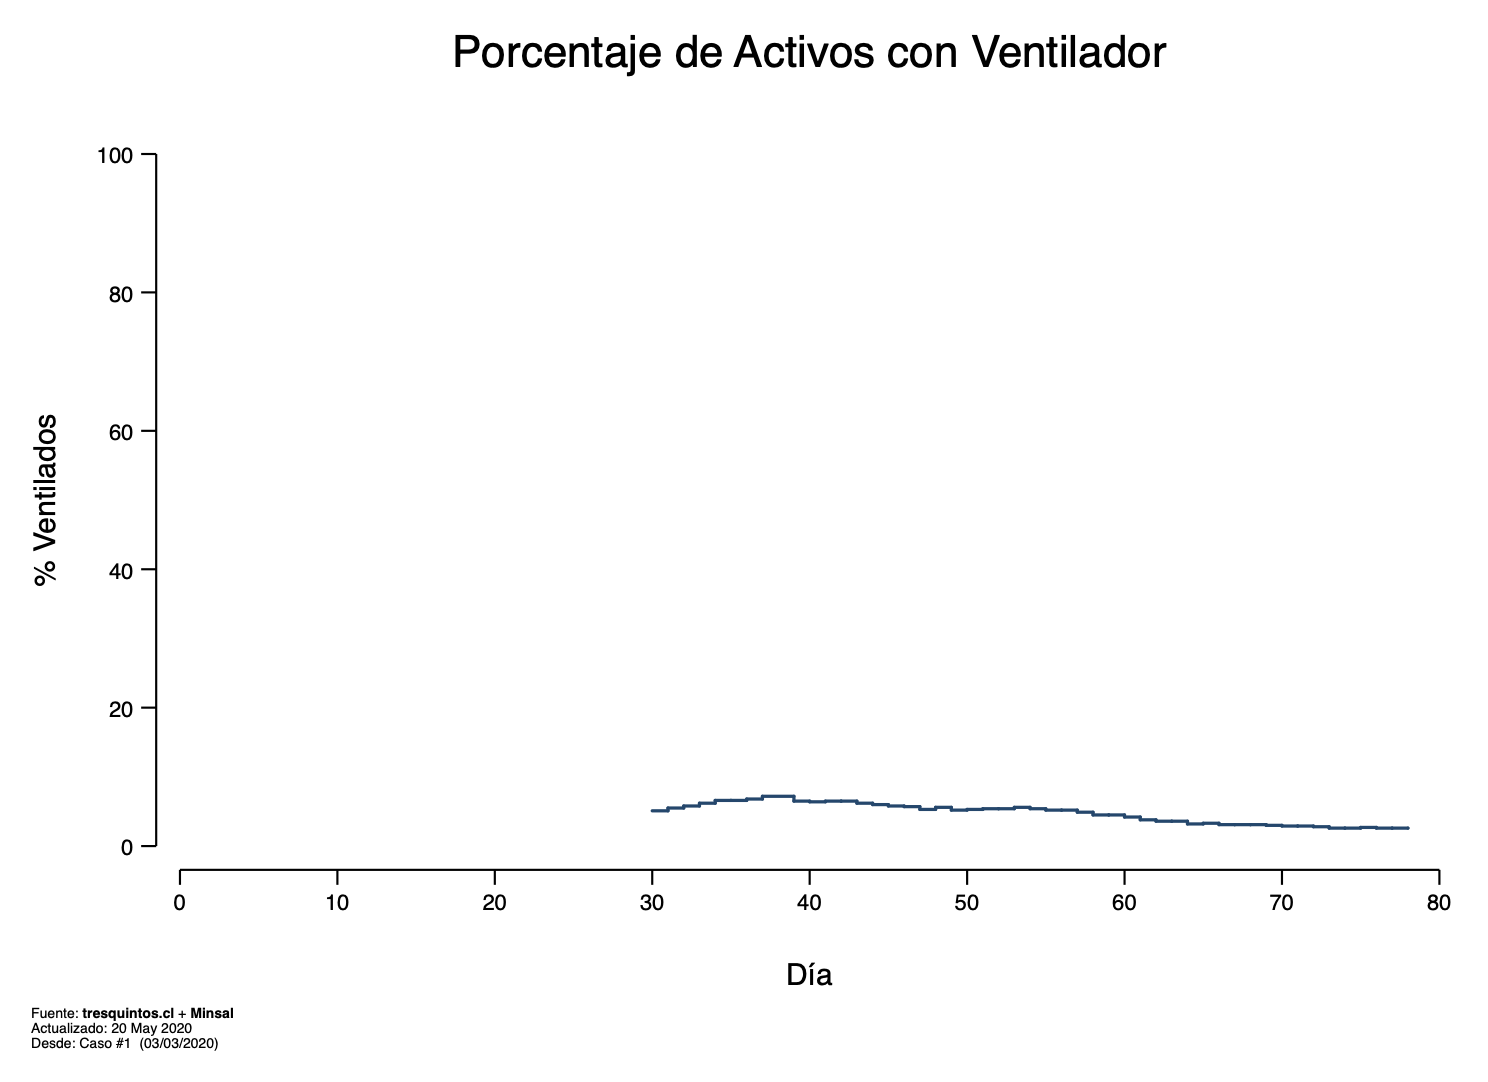 Porcentaje de Activos con Ventilador
100
80
60
40
20
0
% Ventilados
0 10 20 30 40 50 60 70 80
Día
Fuente: tresquintos.cl + Minsal
Actualizado: 20 May 2020
Desde: Caso #1 (03/03/2020)